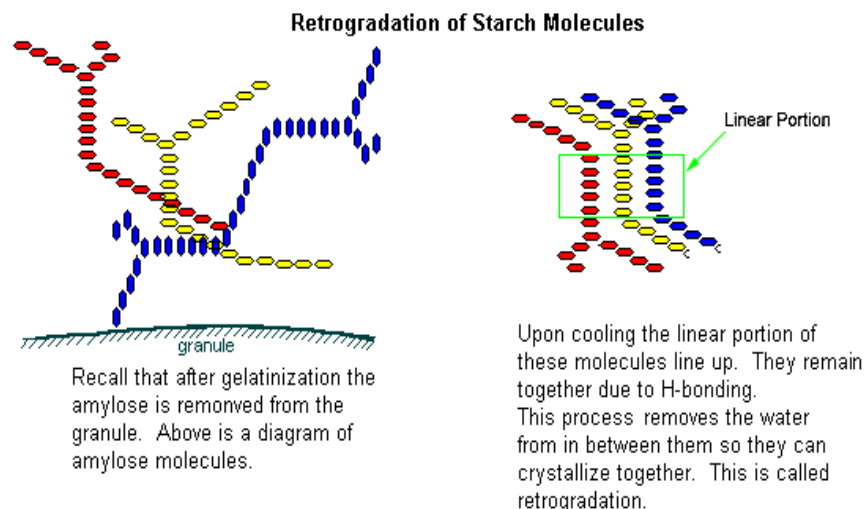 Retrogradation of Starch Molecules
Linear Portion
granule
Recall that after gelatinization the
amylose is remonved from the
granule. Above is a diagram of
amylose molecules.
Upon cooling the linear portion of
these molecules line up. They remain
together due to H-bonding.
This process removes the water
from in between them so they can
crystallize together. This is called
retrogradation.